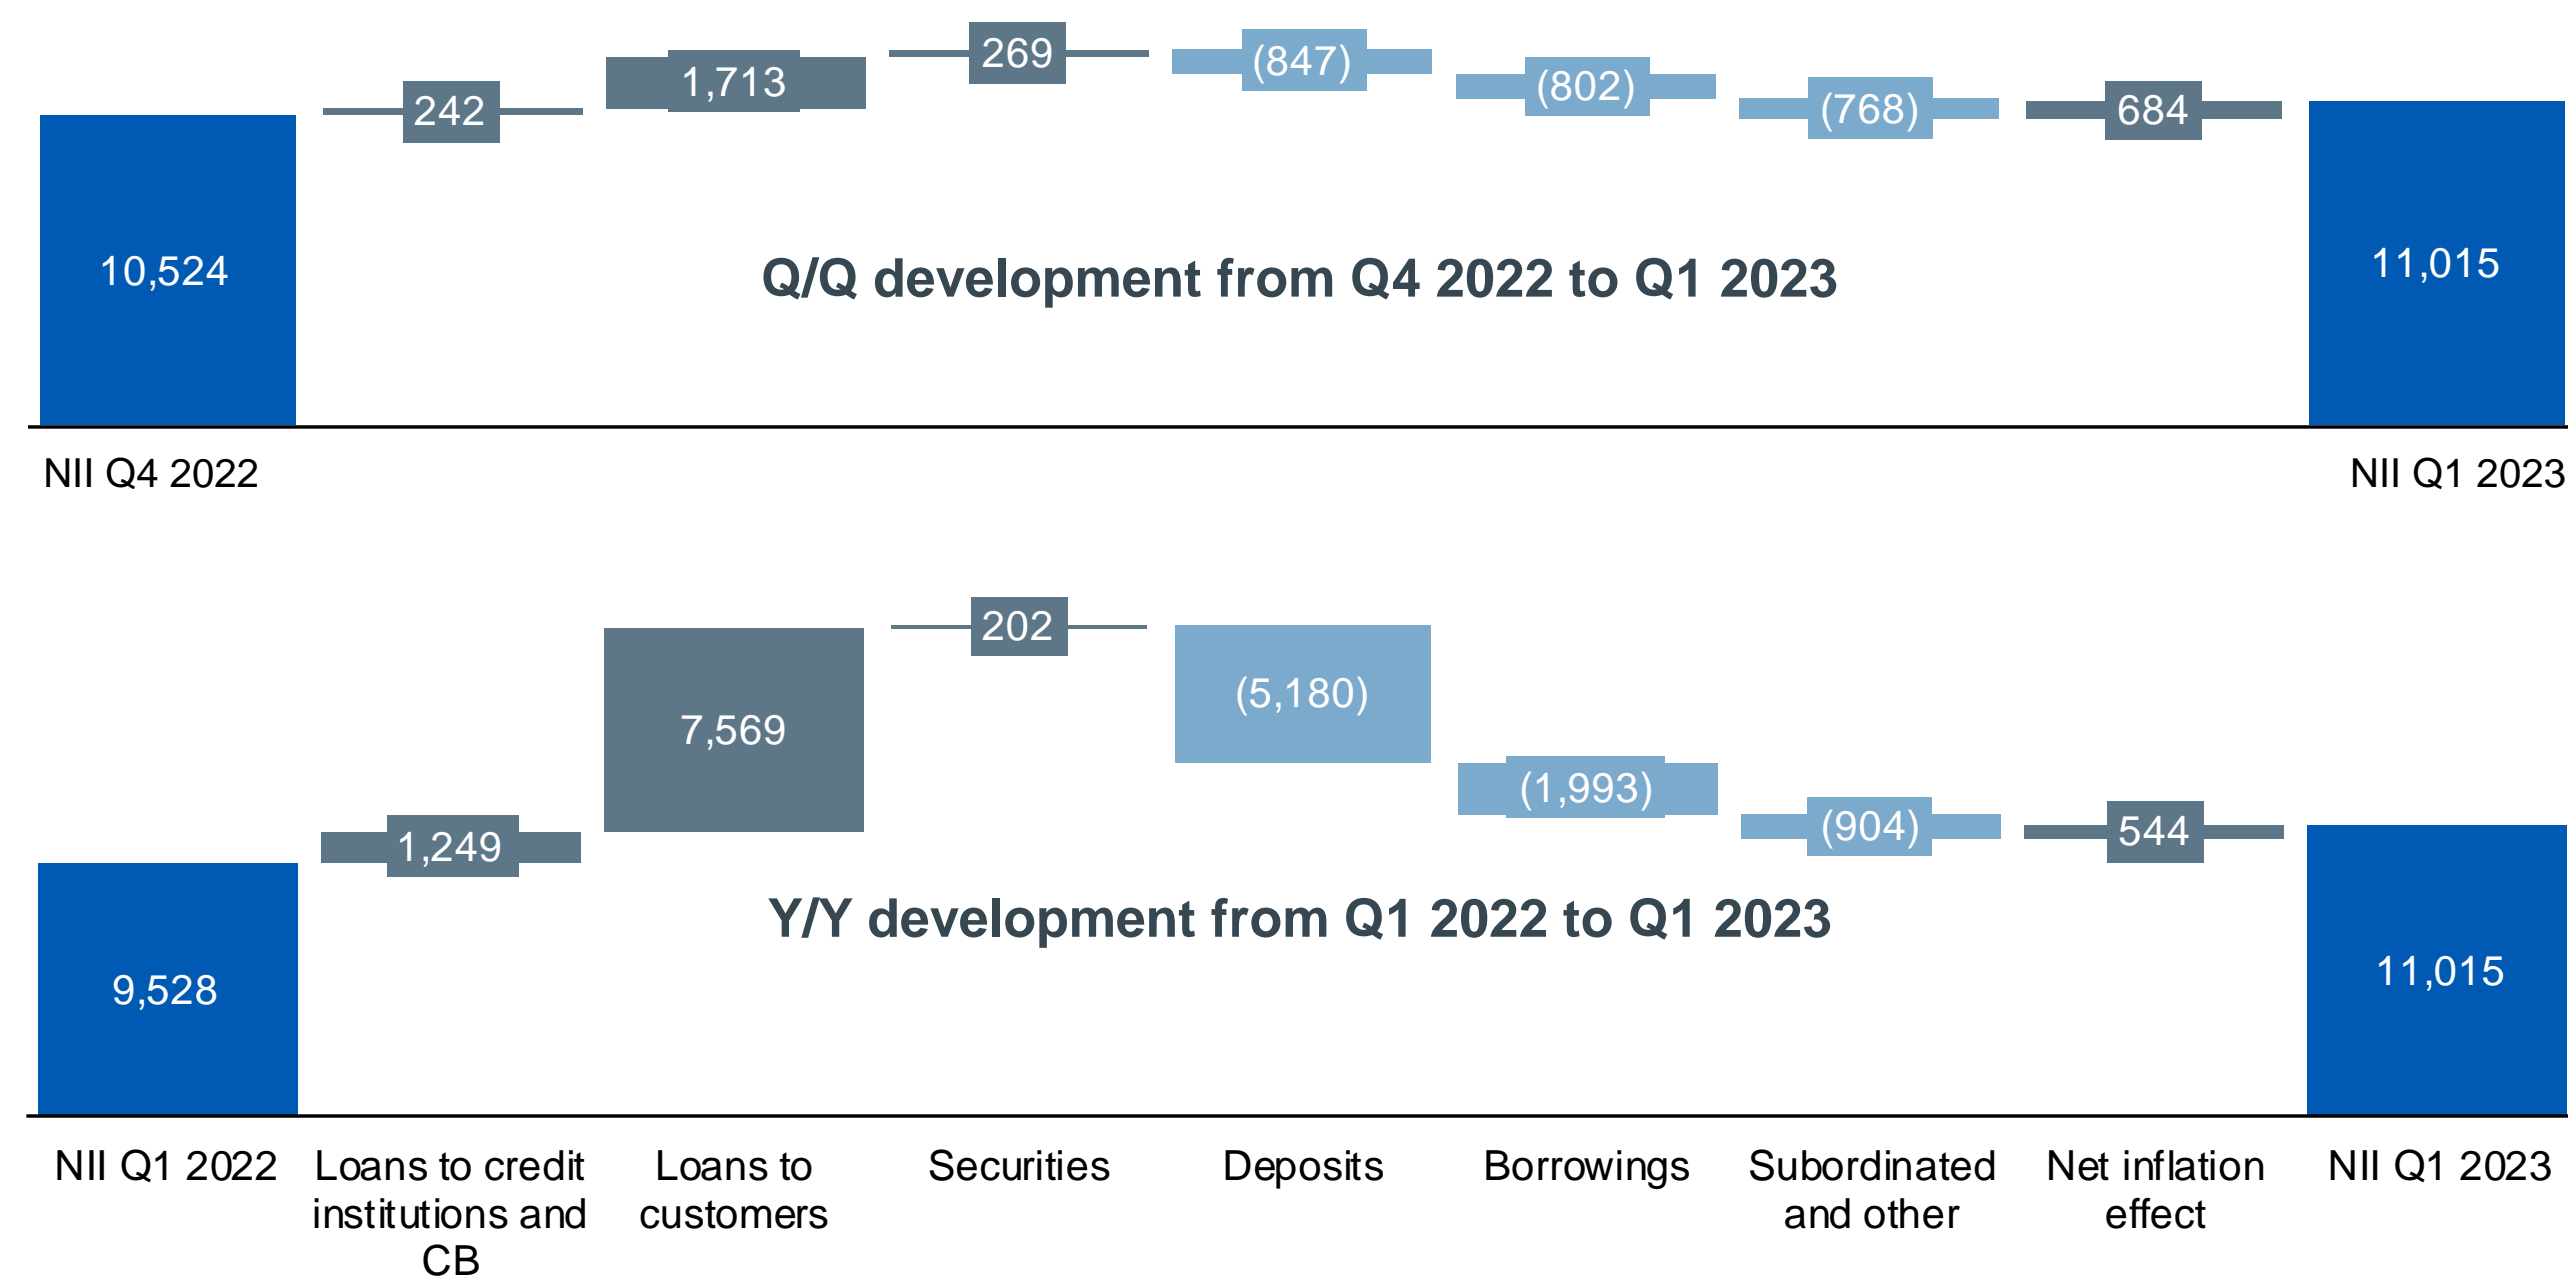 242
1,713
269
(847)
(802)
(768)
684
10,524
Q/Q development from Q4 2022 to Q1 2023
11,015
NII Q4 2022
NII Q1 2023
1,249
7,569
202
(5,180)
(1,993)
(904)
544
9,528
Y/Y development from Q1 2022 to Q1 2023
11,015
NII Q1 2022
Loans to credit
institutions and
CB
Loans to
customers
Securities
Deposits
Borrowings
Subordinated
and other
Net inflation
effect
NII Q1 2023